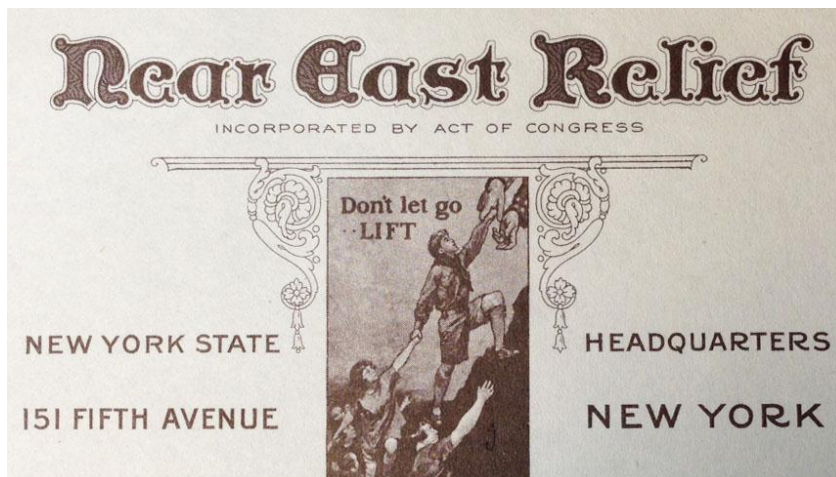 Near East Relief
INCORPORATED BY ACT OF CONGRESS
Don't let go
··LIFT
NEW YORK STATE HEADQUARTERS
151 FIFTH AVENUE NEW YORK